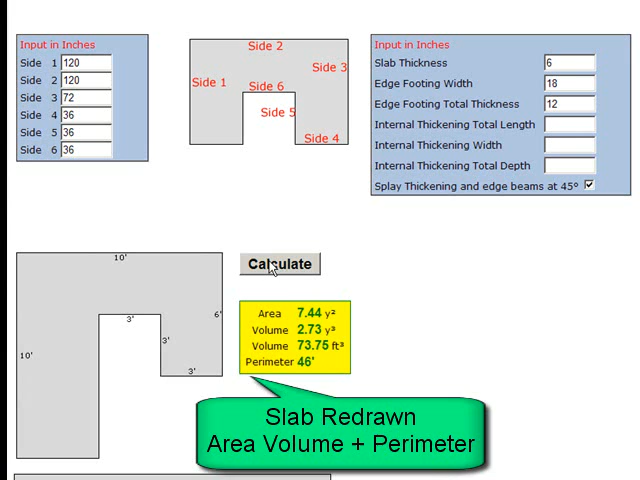 Input in Inches
Side 1 120
Side 2 120
Side 3 72
Side 4 36
Side 5 36
Side 6 36
Side 2
Side 3
Side 1
Side 6
Side 5
Side 4
Input in Inches
Slab Thickness 6
Edge Footing Width 18
Edge Footing Total Thickness 12
Internal Thickening Total Length
Internal Thickening Width
Internal Thickening Total Depth
Splay Thickening and edge beams at 45º
10'
6'
3'
3'
10'
3'
Calculate
Area 7.44 y²
Volume 2.73 y³
Volume 73.75 ft³
Perimeter 46'
Slab Redrawn
Area Volume + Perimeter